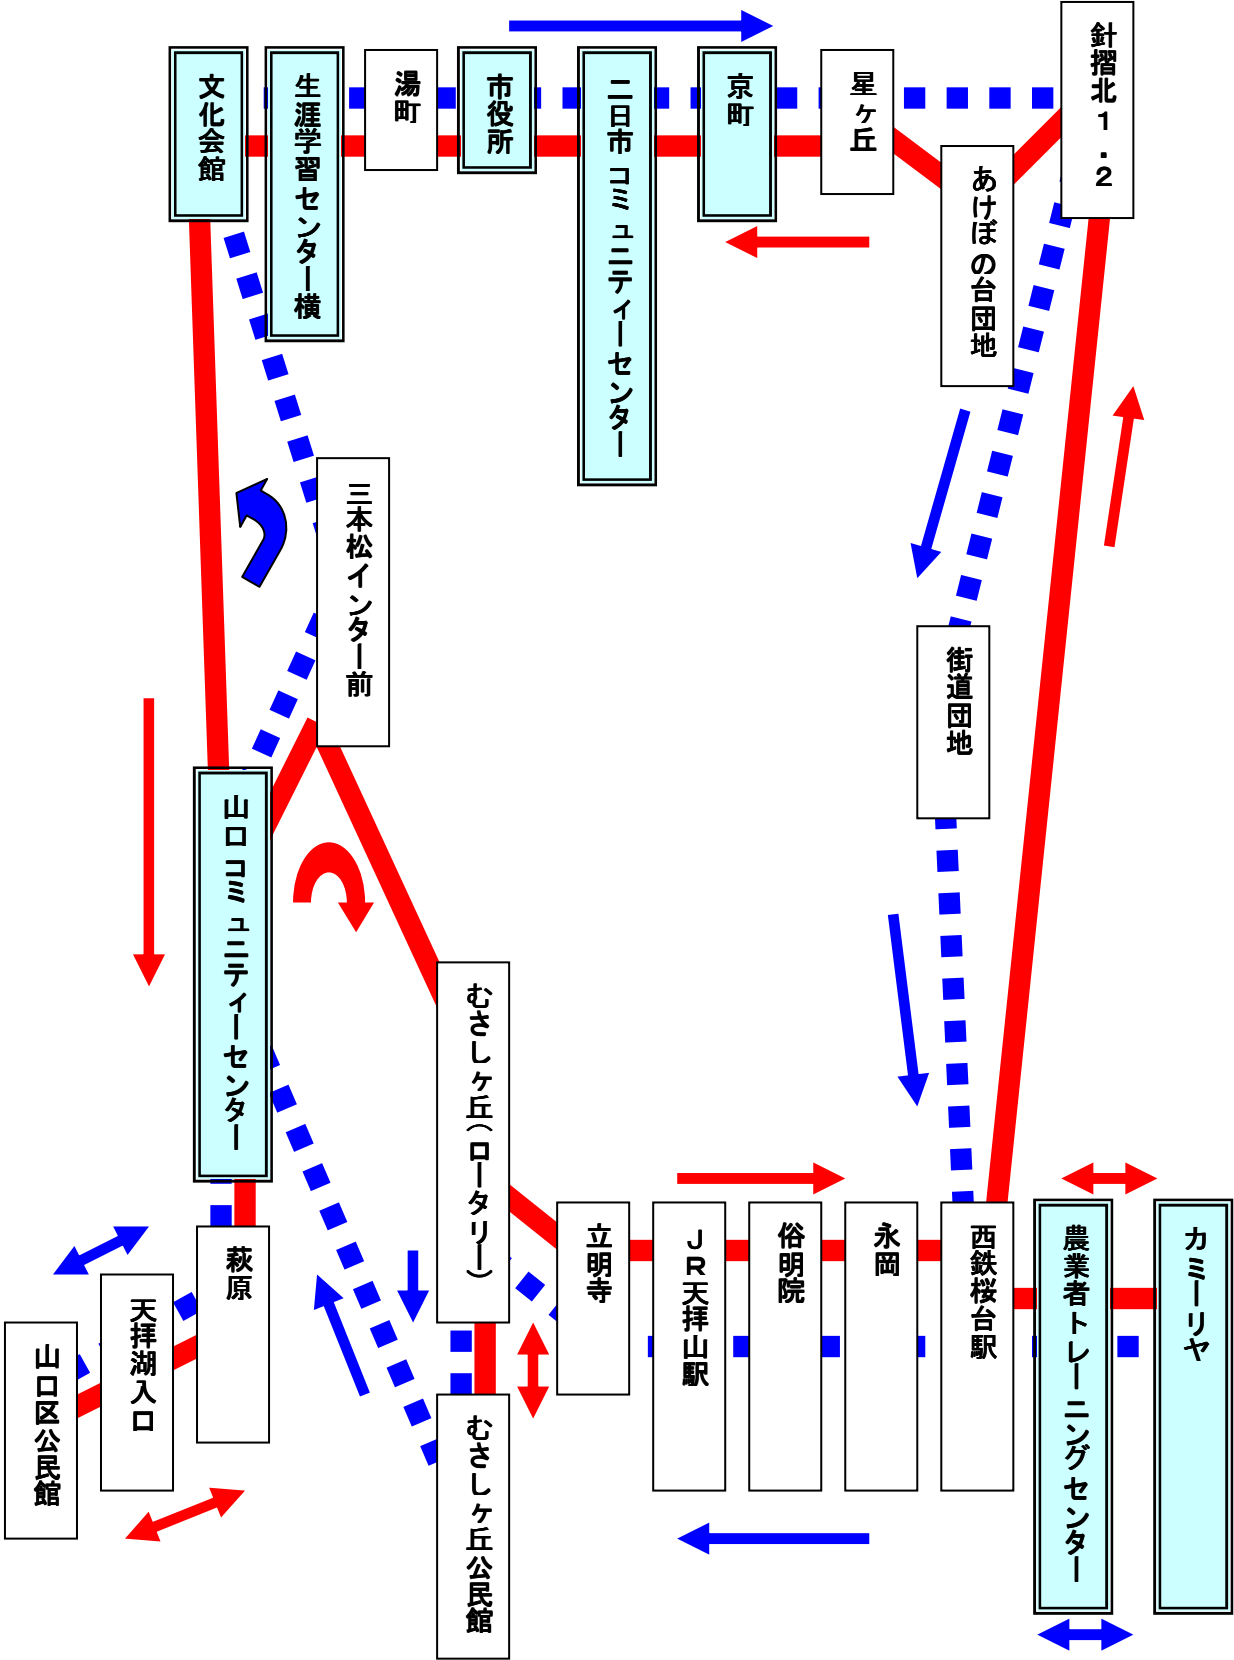 文化会館
生涯学習センター横
湯町
市役所
二日市コミュニティーセンター
京町
星ヶ丘
あけぼの台団地
針摺北１．２
三本松インター前
街道団地
山口コミュニティーセンター
むさしヶ丘（ロータリー）
立明寺
ＪＲ天拝山駅
俗明院
永岡
西鉄桜台駅
農業者トレーニングセンター
カミーリヤ
萩原
天拝湖入口
山口区公民館
むさしヶ丘公民館